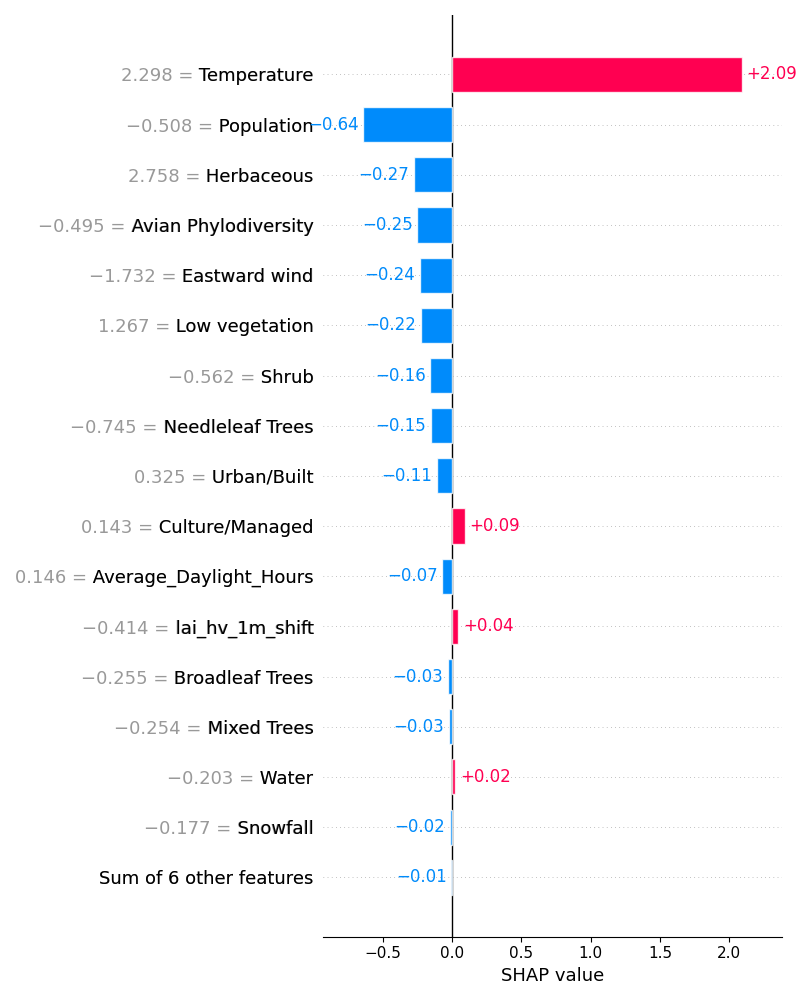 2.298 = Temperature +2.09
−0.508 = Population −0.64
2.758 = Herbaceous −0.27
−0.495 = Avian Phylodiversity −0.25
−1.732 = Eastward wind −0.24
1.267 = Low vegetation −0.22
−0.562 = Shrub −0.16
−0.745 = Needleleaf Trees −0.15
0.325 = Urban/Built −0.11
0.143 = Culture/Managed +0.09
0.146 = Average_Daylight_Hours −0.07
−0.414 = lai_hv_1m_shift +0.04
−0.255 = Broadleaf Trees −0.03
−0.254 = Mixed Trees −0.03
−0.203 = Water +0.02
−0.177 = Snowfall −0.02
Sum of 6 other features −0.01
−0.5 0.0 0.5 1.0 1.5 2.0
SHAP value